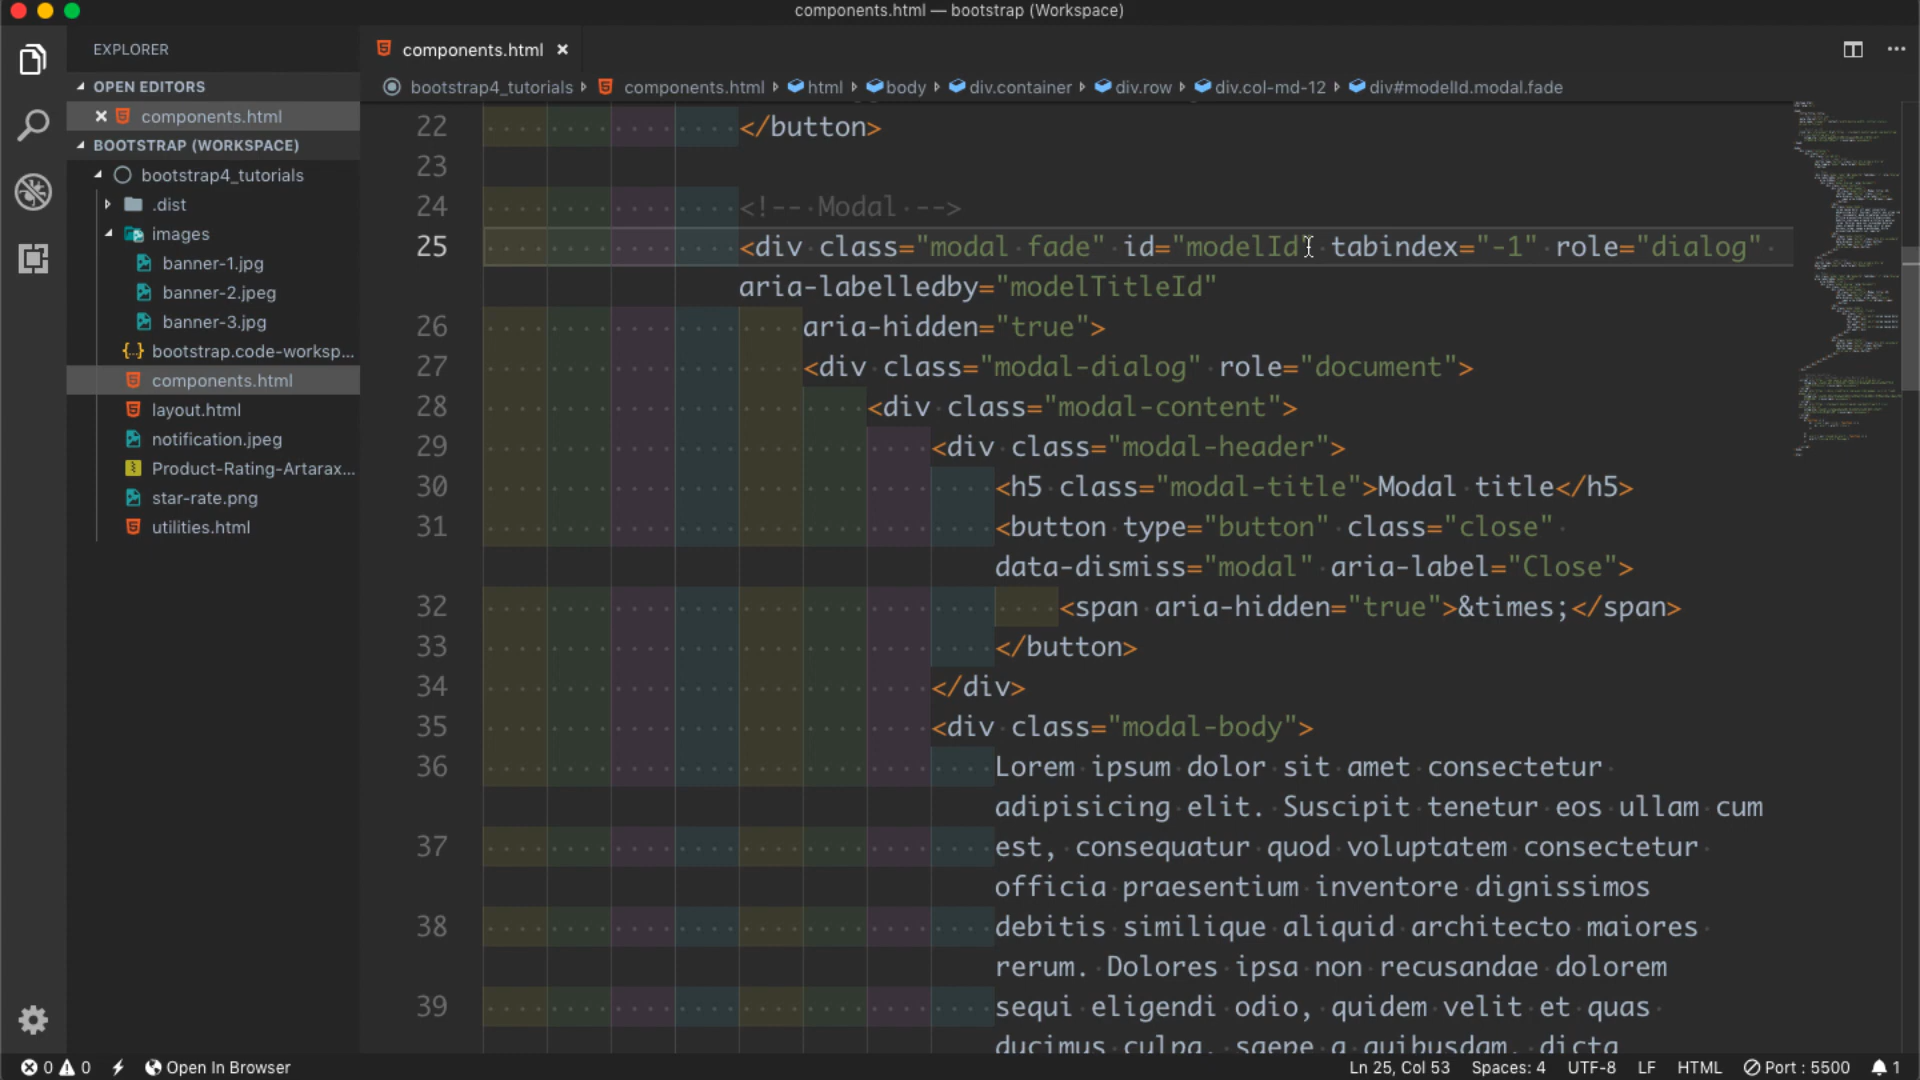 components.html — bootstrap (Workspace)
EXPLORER
OPEN EDITORS
components.html
BOOTSTRAP (WORKSPACE)
bootstrap4_tutorials
.dist
images
banner-1.jpg
banner-2.jpeg
banner-3.jpg
bootstrap.code-worksp...
components.html
layout.html
notification.jpeg
Product-Rating-Artarax...
star-rate.png
utilities.html
components.html
bootstrap4_tutorials components.html html body div.container div.row div.col-md-12 div#modelId.modal.fade
22 </button>
23
24 <!-- Modal -->
25 <div class="modal fade" id="modelId" tabindex="-1" role="dialog"
aria-labelledby="modelTitleId"
26 aria-hidden="true">
27 <div class="modal-dialog" role="document">
28 <div class="modal-content">
29 <div class="modal-header">
30 <h5 class="modal-title">Modal title</h5>
31 <button type="button" class="close"
data-dismiss="modal" aria-label="Close">
32 <span aria-hidden="true">&times;</span>
33 </button>
34 </div>
35 <div class="modal-body">
36 Lorem ipsum dolor sit amet consectetur
adipisicing elit. Suscipit tenetur eos ullam cum
37 est, consequatur quod voluptatem consectetur
officia praesentium inventore dignissimos
38 debitis similique aliquid architecto maiores
rerum. Dolores ipsa non recusandae dolorem
39 sequi eligendi odio, quidem velit et quas
ducimus culpa, saepe a quibusdam, dicta
0 0 Open In Browser
Ln 25, Col 53 Spaces: 4 UTF-8 LF HTML Port : 5500 1